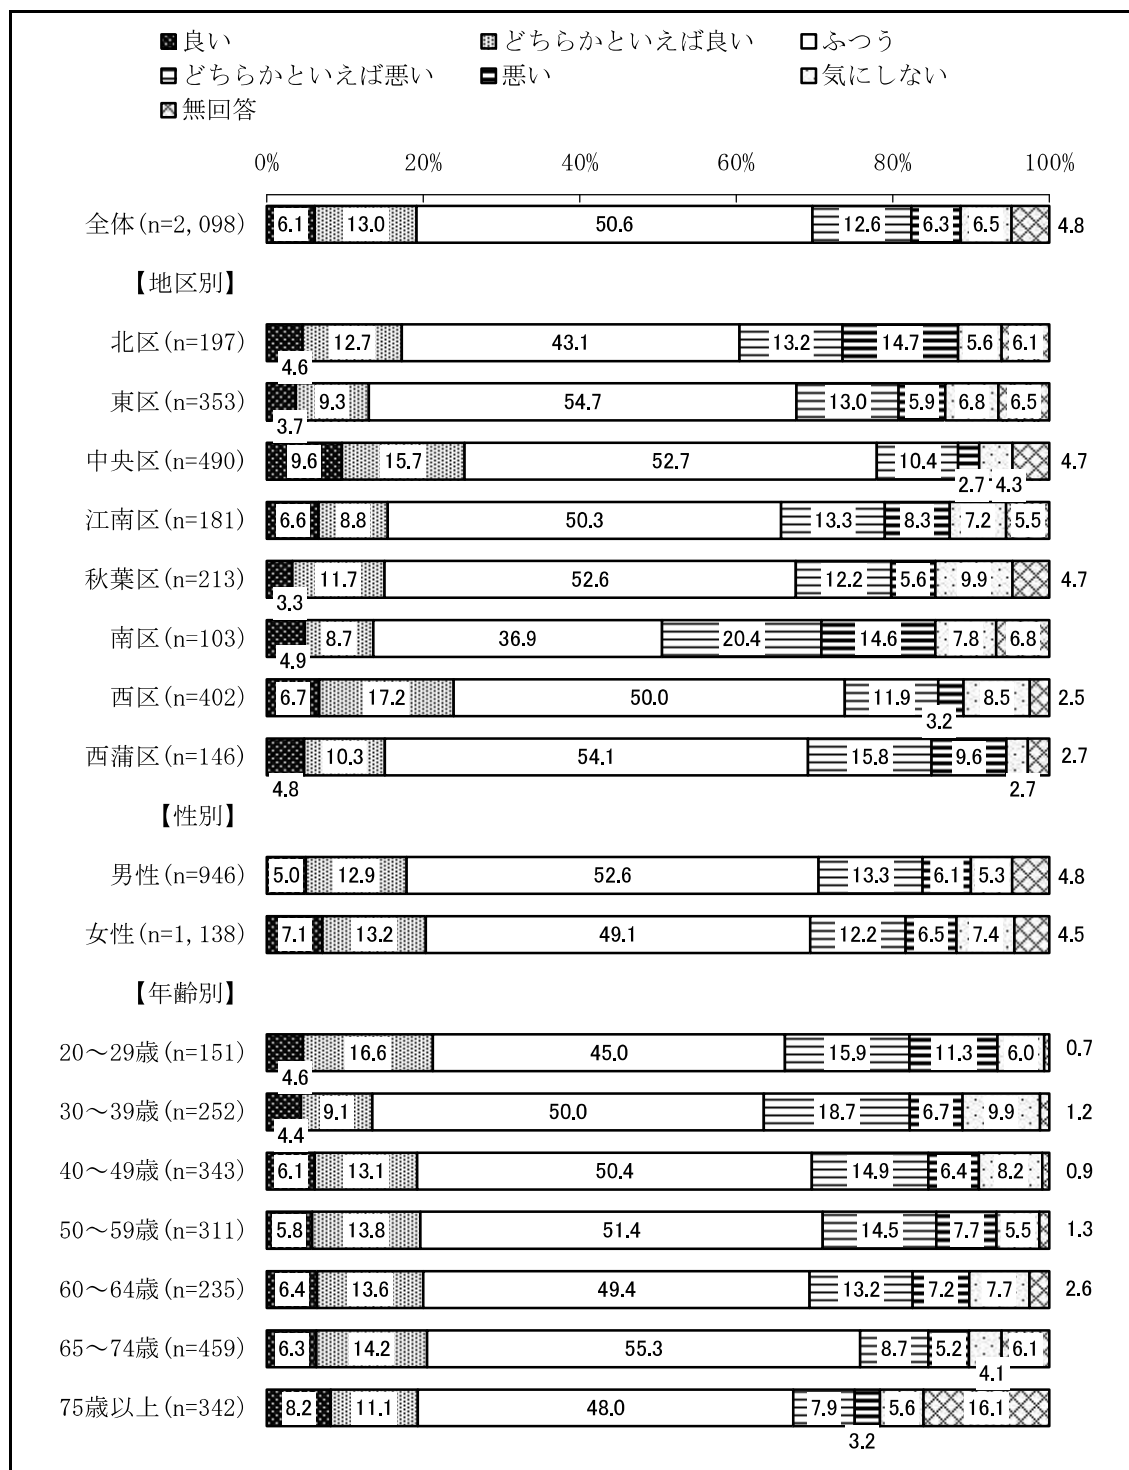 良い どちらかといえば良い ふつう
どちらかといえば悪い 悪い 気にしない
無回答
0% 20% 40% 60% 80% 100%
全体(n=2,098) 6.1 13.0 50.6 12.6 6.3 6.5 4.8
【地区別】
北区(n=197) 4.6 12.7 43.1 13.2 14.7 5.6 6.1
東区(n=353) 3.7 9.3 54.7 13.0 5.9 6.8 6.5
中央区(n=490) 9.6 15.7 52.7 10.4 2.7 4.3 4.7
江南区(n=181) 6.6 8.8 50.3 13.3 8.3 7.2 5.5
秋葉区(n=213) 3.3 11.7 52.6 12.2 5.6 9.9 4.7
南区(n=103) 4.9 8.7 36.9 20.4 14.6 7.8 6.8
西区(n=402) 6.7 17.2 50.0 11.9 3.2 8.5 2.5
西蒲区(n=146) 4.8 10.3 54.1 15.8 9.6 2.7 2.7
【性別】
男性(n=946) 5.0 12.9 52.6 13.3 6.1 5.3 4.8
女性(n=1,138) 7.1 13.2 49.1 12.2 6.5 7.4 4.5
【年齢別】
20～29歳(n=151) 4.6 16.6 45.0 15.9 11.3 6.0 0.7
30～39歳(n=252) 4.4 9.1 50.0 18.7 6.7 9.9 1.2
40～49歳(n=343) 6.1 13.1 50.4 14.9 6.4 8.2 0.9
50～59歳(n=311) 5.8 13.8 51.4 14.5 7.7 5.5 1.3
60～64歳(n=235) 6.4 13.6 49.4 13.2 7.2 7.7 2.6
65～74歳(n=459) 6.3 14.2 55.3 8.7 5.2 4.1 6.1
75歳以上(n=342) 8.2 11.1 48.0 7.9 3.2 5.6 16.1